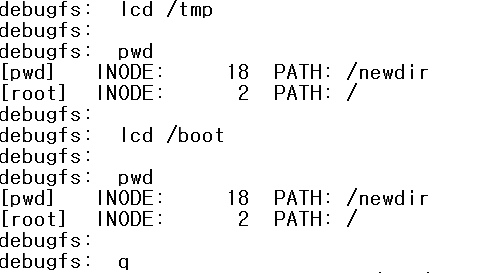 debugfs:  lcd /tmp
debugfs:
debugfs:  pwd
[pwd]   INODE:     18  PATH: /newdir
[root]  INODE:      2  PATH: /
debugfs:
debugfs:  lcd /boot
debugfs:
debugfs:  pwd
[pwd]   INODE:     18  PATH: /newdir
[root]  INODE:      2  PATH: /
debugfs:
debugfs:  q